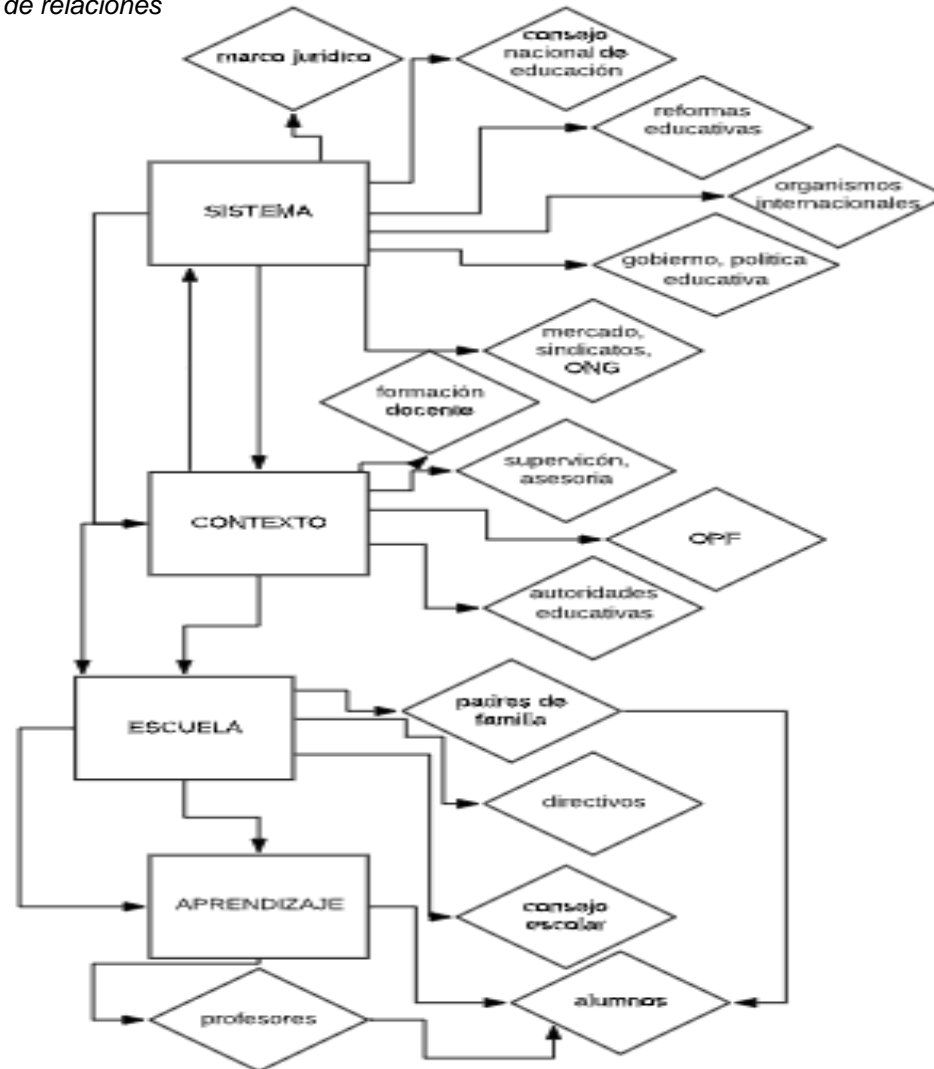 de relaciones
marco jurídico
consejo
nacional de
educación
reformas
educativas
SISTEMA
organismos
internacionales
gobierno, política
educativa
mercado,
sindicatos,
ONG
formación
docente
supervicón,
asesoria
CONTEXTO
OPF
autoridades
educativas
padres de
familia
ESCUELA
directivos
APRENDIZAJE
consejo
escolar
alumnos
profesores